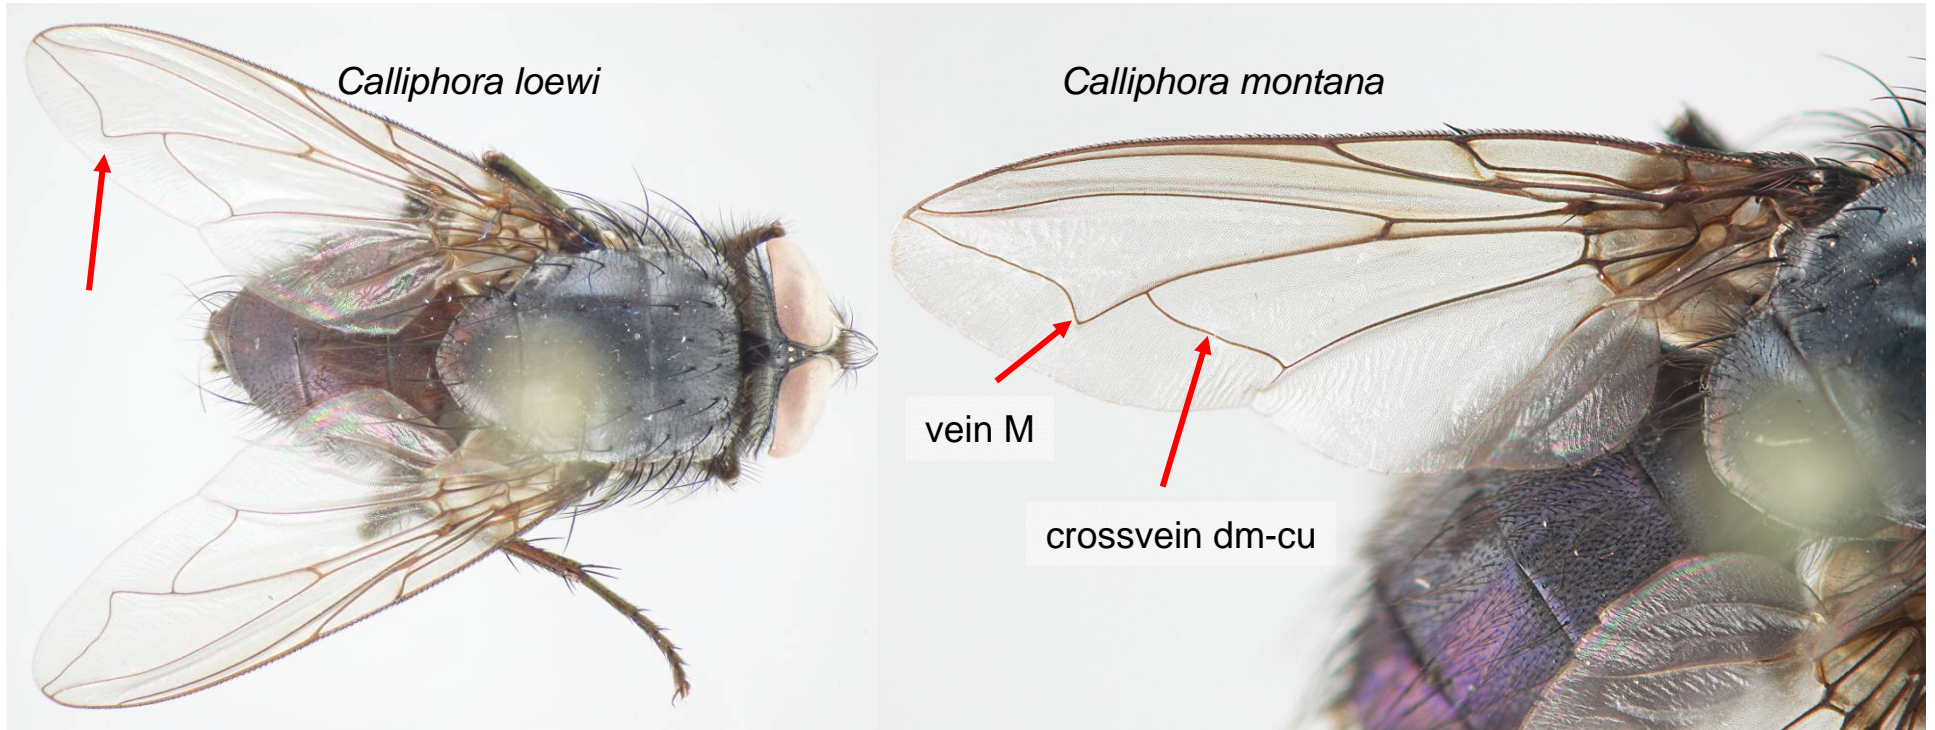 Calliphora loewi
Calliphora montana
vein M
crossvein dm-cu